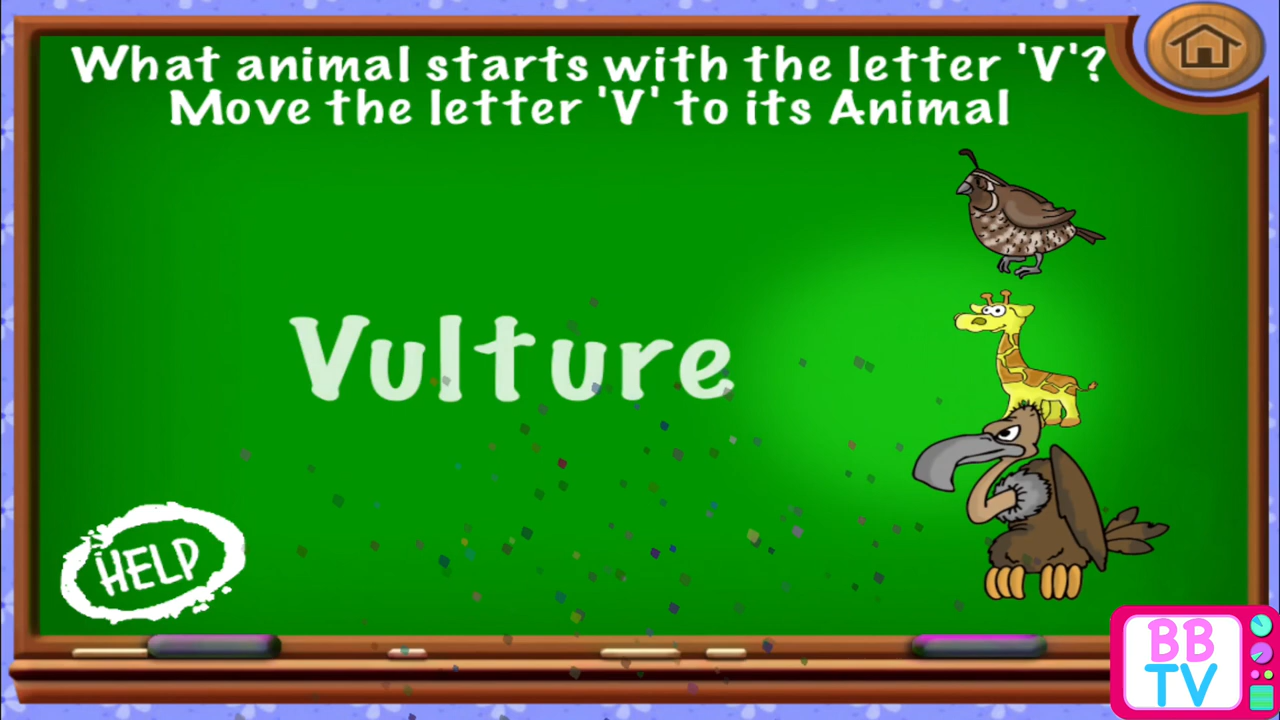 What animal starts with the letter 'V'?
Move the letter 'V' to its Animal
Vulture
HELP
BB
TV